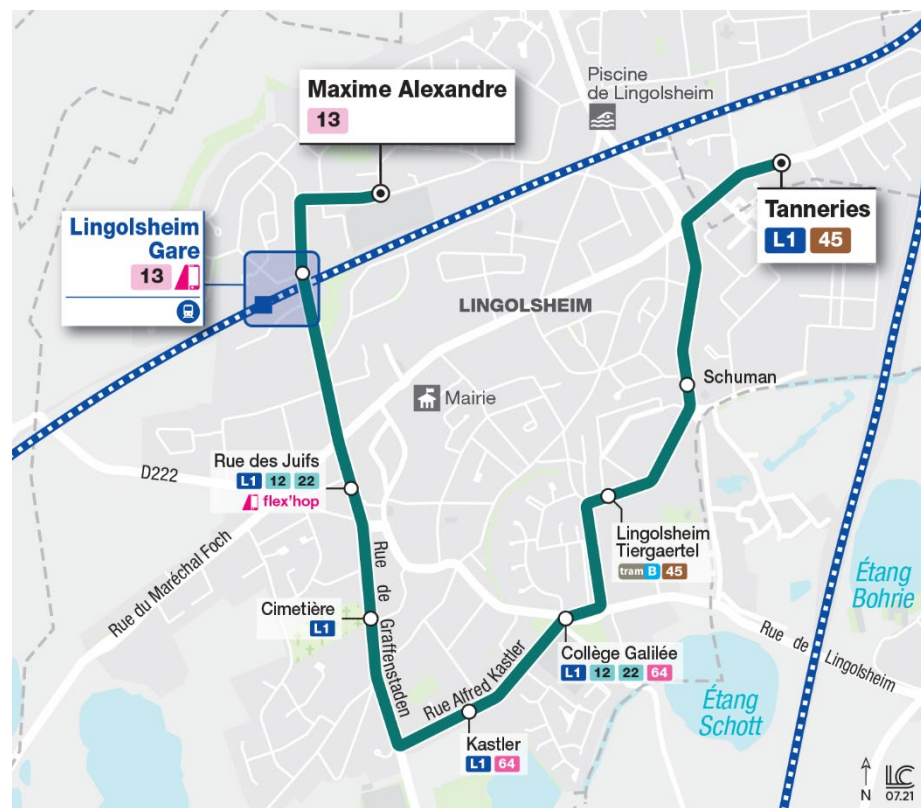 Maxime Alexandre
13
Piscine
de Lingolsheim
Tanneries
L1 45
Lingolsheim
Gare
13
LINGOLSHEIM
Schuman
Mairie
D222
Rue des Juifs
L1 12 22
flex'hop
Rue du Maréchal Foch
Rue de Graffenstaden
Cimetière
L1
Lingolsheim
Tiergaertel
tram B 45
Étang
Bohrie
Rue de Lingolsheim
Collège Galilée
L1 12 22 64
Rue Alfred Kastler
Kastler
L1 64
Étang
Schott
N
LC
07.21